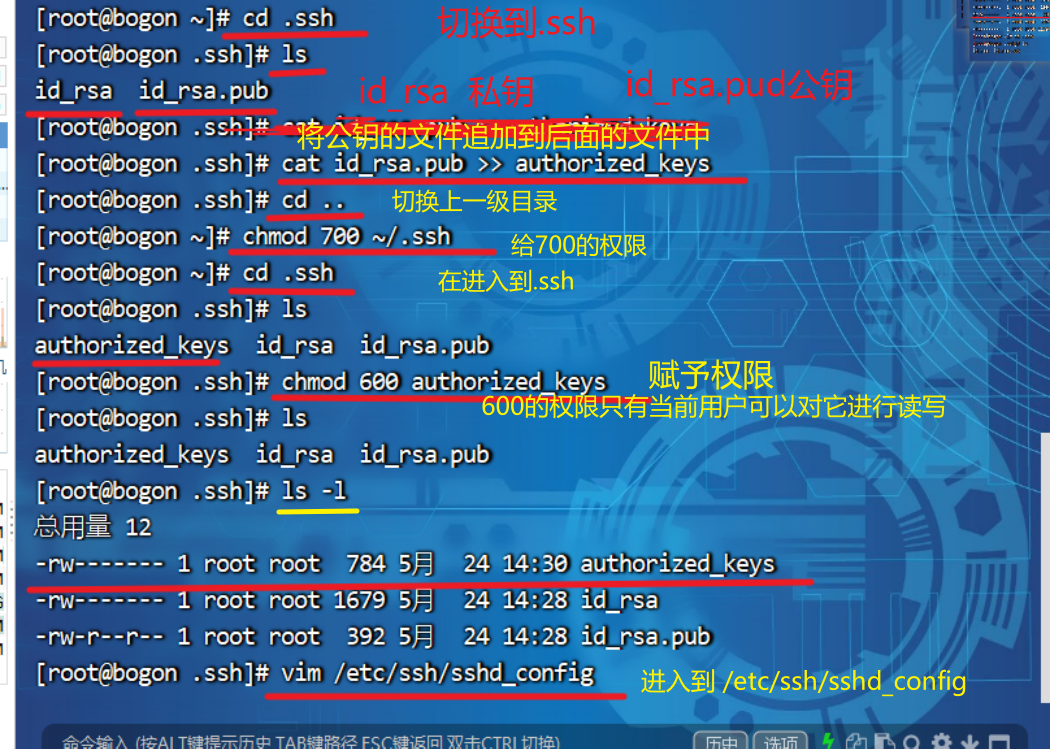 [root@bogon ~]# cd .ssh 切换到.ssh
[root@bogon .ssh]# ls
id_rsa id_rsa.pub id_rsa 私钥 id_rsa.pud公钥
[root@bogon .ssh]# cat
将公钥的文件追加到后面的文件中
[root@bogon .ssh]# cat id_rsa.pub >> authorized_keys
[root@bogon .ssh]# cd .. 切换上一级目录
[root@bogon ~]# chmod 700 ~/.ssh 给700的权限
[root@bogon ~]# cd .ssh 在进入到.ssh
[root@bogon .ssh]# ls
authorized_keys id_rsa id_rsa.pub
[root@bogon .ssh]# chmod 600 authorized_keys 赋予权限
600的权限只有当前用户可以对它进行读写
[root@bogon .ssh]# ls
authorized_keys id_rsa id_rsa.pub
[root@bogon .ssh]# ls -l
总用量 12
-rw------- 1 root root 784 5月 24 14:30 authorized_keys
-rw------- 1 root root 1679 5月 24 14:28 id_rsa
-rw-r--r-- 1 root root 392 5月 24 14:28 id_rsa.pub
[root@bogon .ssh]# vim /etc/ssh/sshd_config 进入到 /etc/ssh/sshd_config
命令输入 (按ALT键提示历史,TAB键路径,ESC键返回,双击CTRL切换) 历史 选项